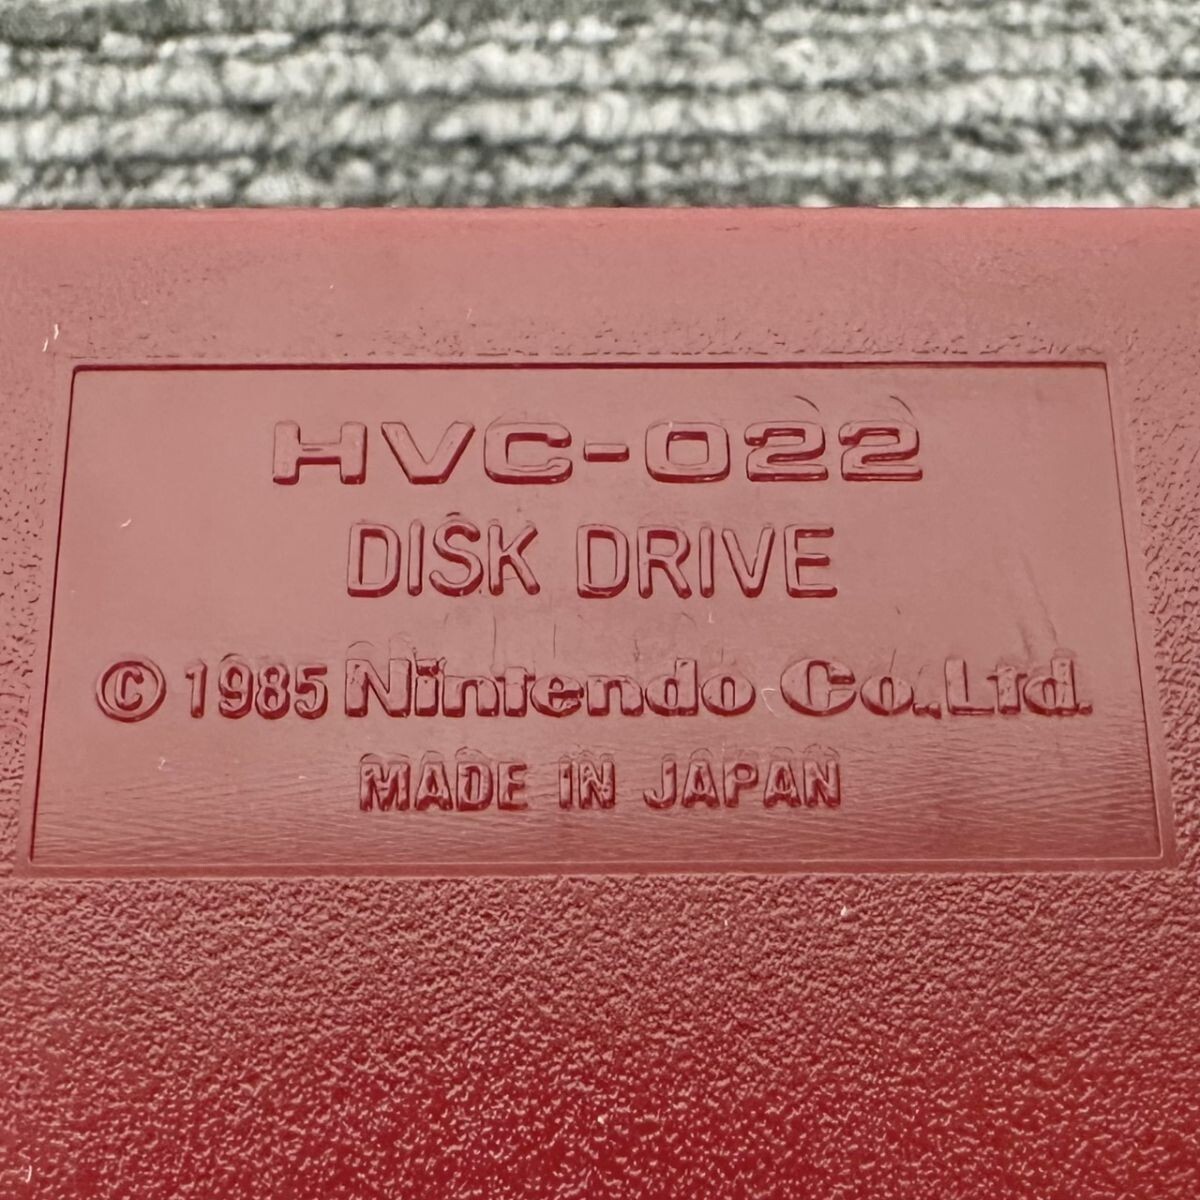 HVC-022
DISK DRIVE
© 1985 Nintendo Co.,Ltd.
MADE IN JAPAN